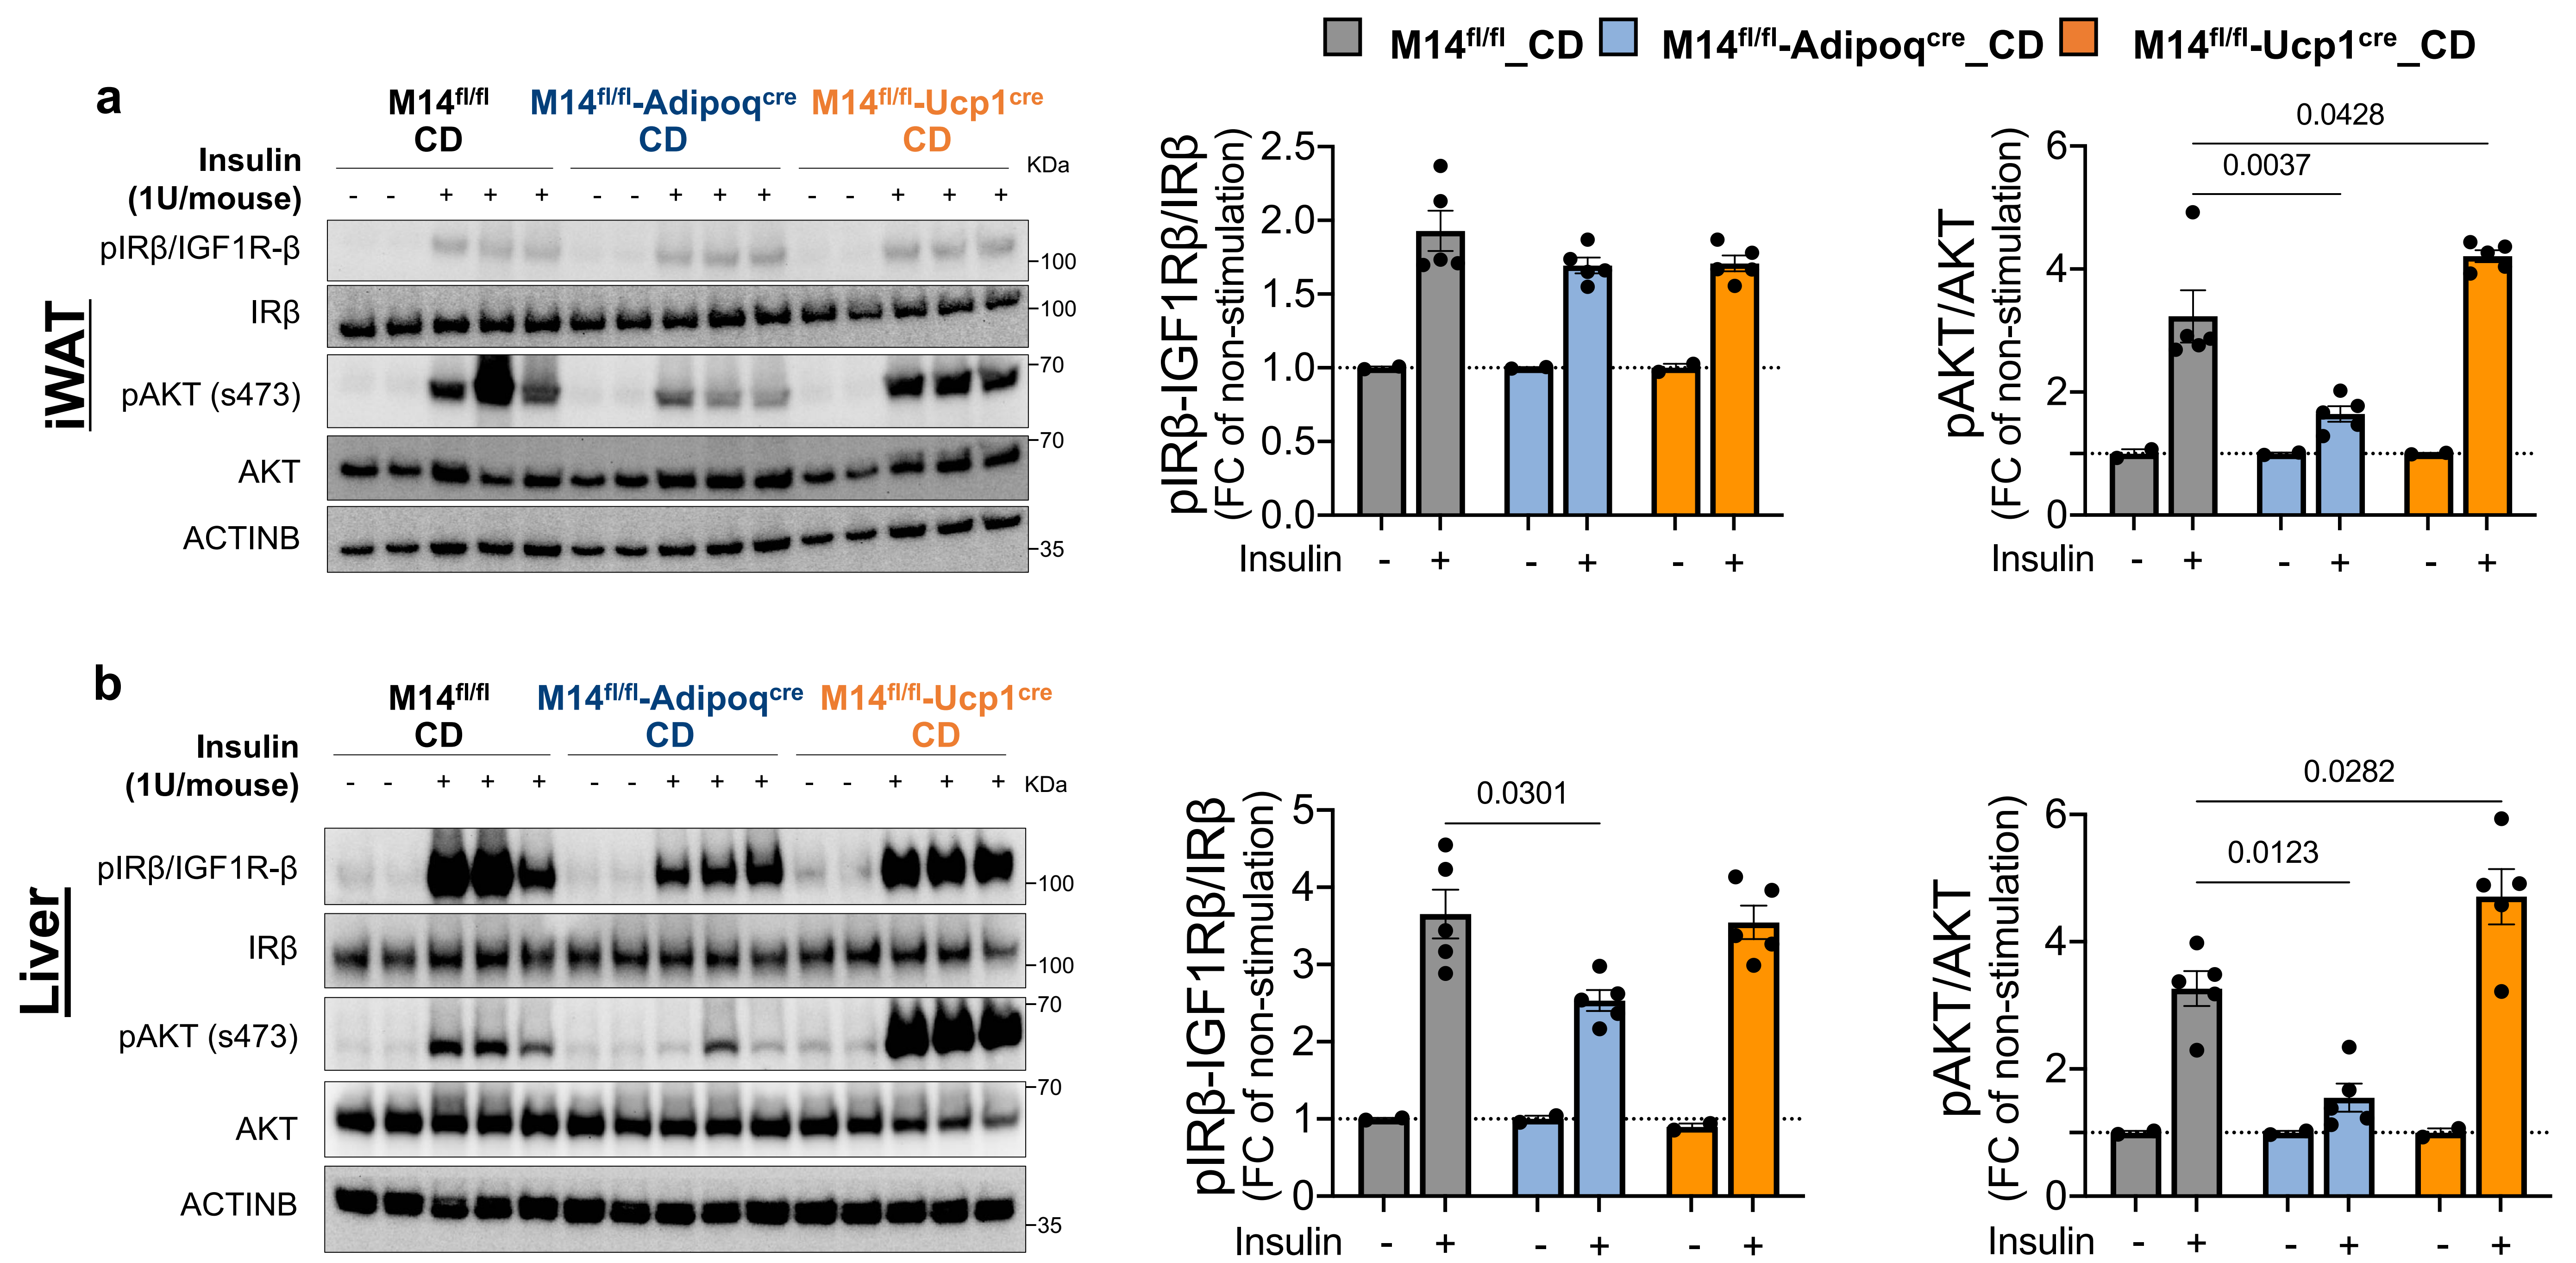 M14fl/fl_CD M14fl/fl-Adipoqcre_CD M14fl/fl-Ucp1cre_CD
a
M14fl/fl M14fl/fl-Adipoqcre M14fl/fl-Ucp1cre
CD CD CD
Insulin
(1U/mouse) - - + + + - - + + + - - + + + KDa
iWAT
pIRβ/IGF1R-β 100
IRβ 100
pAKT (s473) 70
AKT 70
ACTINB 35
pIRβ-IGF1Rβ/IRβ
(FC of non-stimulation)
2.5
2.0
1.5
1.0
0.5
0.0
Insulin - + - + - +
pAKT/AKT
(FC of non-stimulation)
0.0428
0.0037
6
4
2
0
Insulin - + - + - +
b
M14fl/fl M14fl/fl-Adipoqcre M14fl/fl-Ucp1cre
CD CD CD
Insulin
(1U/mouse) - - + + + - - + + + - - + + + KDa
Liver
pIRβ/IGF1R-β 100
IRβ 100
pAKT (s473) 70
AKT 70
ACTINB 35
pIRβ-IGF1Rβ/IRβ
(FC of non-stimulation)
0.0301
5
4
3
2
1
0
Insulin - + - + - +
pAKT/AKT
(FC of non-stimulation)
0.0282
0.0123
6
4
2
0
Insulin - + - + - +